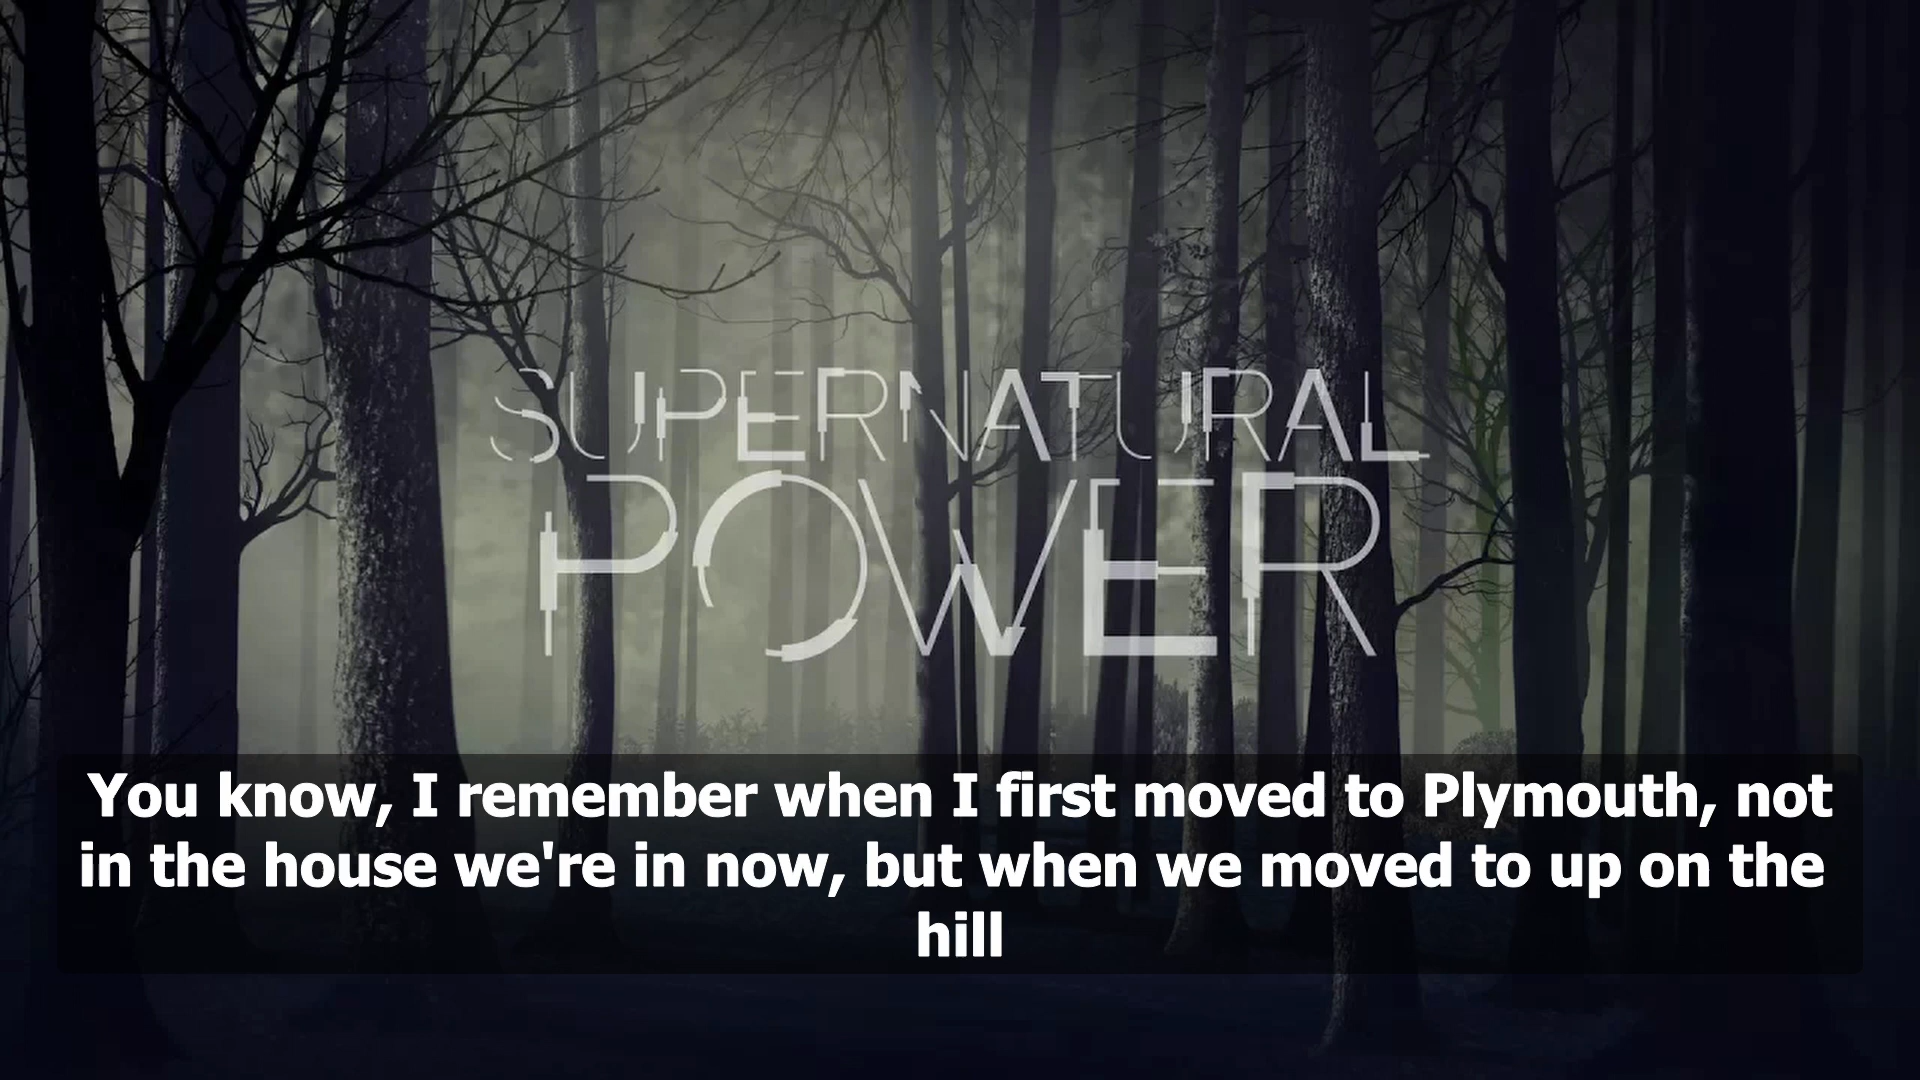 SUPERNATURAL
POWER
You know, I remember when I first moved to Plymouth, not
in the house we're in now, but when we moved to up on the
hill